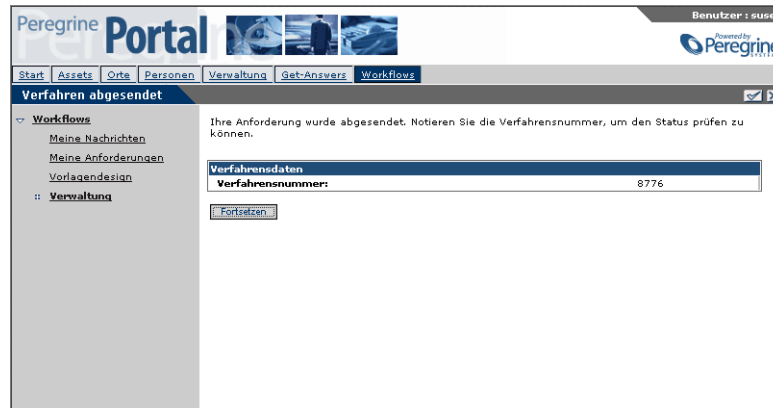 Peregrine Portal
Benutzer : suse
Powered by
Peregrine
Start Assets Orte Personen Verwaltung Get-Answers Workflows
Verfahren abgesendet
Workflows
Meine Nachrichten
Meine Anforderungen
Vorlagendesign
Verwaltung
Ihre Anforderung wurde abgesendet. Notieren Sie die Verfahrensnummer, um den Status prüfen zu
können.
Verfahrensdaten
Verfahrensnummer: 8776
Fortsetzen